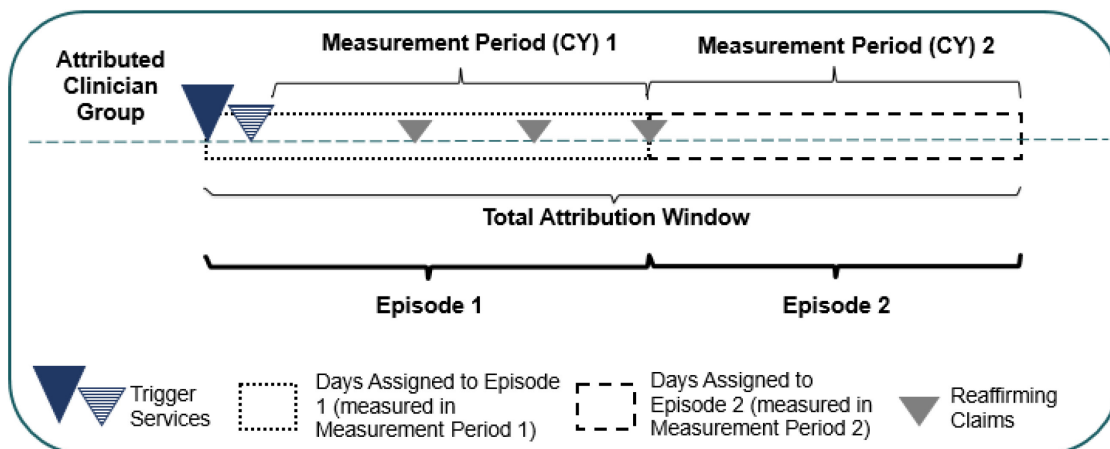 Measurement Period (CY) 1
Measurement Period (CY) 2
Attributed
Clinician
Group
Total Attribution Window
Episode 1
Episode 2
Trigger
Services
Days Assigned to Episode
1 (measured in
Measurement Period 1)
Days Assigned to
Episode 2 (measured in
Measurement Period 2)
Reaffirming
Claims